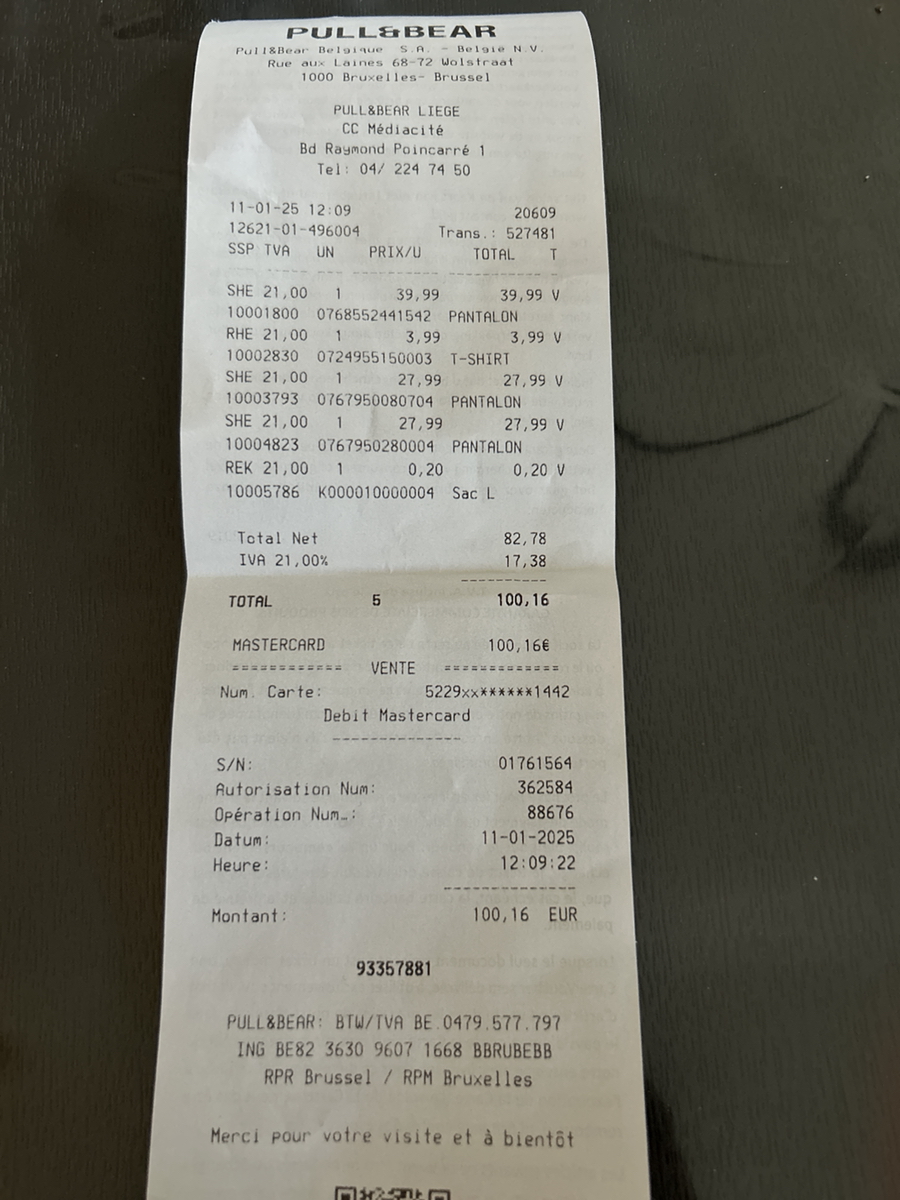 PULL&BEAR
Pull&Bear Belgique S.A. - Belgie N.V.
Rue aux Laines 68-72 Wolstraat
1000 Bruxelles- Brussel
PULL&BEAR LIEGE
CC Médiacité
Bd Raymond Poincarré 1
Tel: 04/ 224 74 50
11-01-25 12:09 20609
12621-01-496004 Trans.: 527481
SSP TVA UN PRIX/U TOTAL T
SHE 21,00 1 39,99 39,99 V
10001800 0768552441542 PANTALON
RHE 21,00 1 3,99 3,99 V
10002830 0724955150003 T-SHIRT
SHE 21,00 1 27,99 27,99 V
10003793 0767950080704 PANTALON
SHE 21,00 1 27,99 27,99 V
10004823 0767950280004 PANTALON
REK 21,00 1 0,20 0,20 V
10005786 K000010000004 Sac L
Total Net 82,78
IVA 21,00% 17,38
TOTAL 5 100,16
MASTERCARD 100,16€
============ VENTE =============
Num. Carte: 5229xx******1442
Debit Mastercard
S/N: 01761564
Autorisation Num: 362584
Opération Num.: 88676
Datum: 11-01-2025
Heure: 12:09:22
Montant: 100,16 EUR
93357881
PULL&BEAR: BTW/TVA BE.0479.577.797
ING BE82 3630 9607 1668 BBRUBEBB
RPR Brussel / RPM Bruxelles
Merci pour votre visite et à bientôt